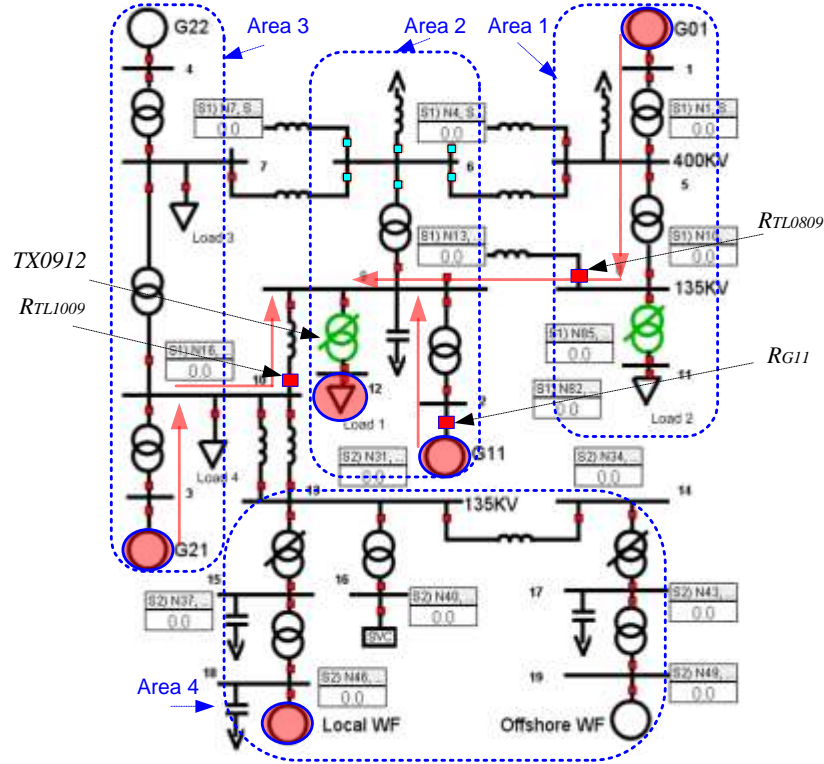 G22
Area 3
Area 2
Area 1
G01
4
1
S1) N7, S...
0.0
S1) N4, S...
0.0
S1) N1, S...
0.0
400KV
7
6
5
Load 3
RTL0809
S1) N13, ...
0.0
S1) N10, ...
0.0
TX0912
135KV
RTL1009
S1) N85, ...
0.0
S1) N16, ...
0.0
RG11
10
12
11
S1) N82, ...
0.0
2
Load 1
Load 2
S2) N31, ...
0.0
G11
S2) N34, ...
0.0
Load 4
3
13
135KV
14
G21
15
16
17
S2) N37, ...
0.0
S2) N40, ...
0.0
S2) N43, ...
0.0
SVC
18
19
Area 4
S2) N46, ...
0.0
S2) N49, ...
0.0
Local WF
Offshore WF